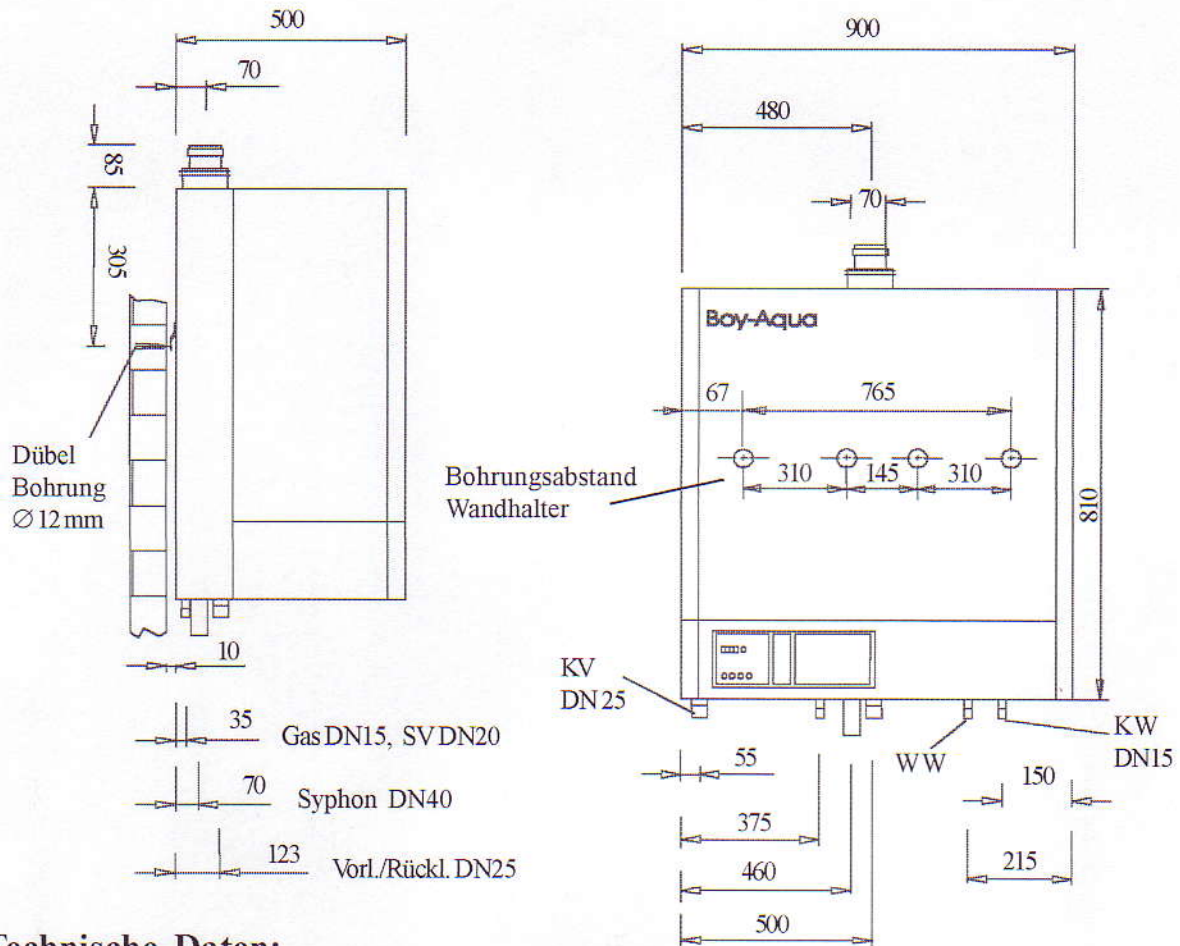 500
70
85
305
Dübel
Bohrung
Ø 12 mm
10
35
Gas DN15, SV DN20
70
Syphon DN40
123
Vorl./Rückl. DN25
900
480
70
Boy-Aqua
67
765
310
145
310
Bohrungsabstand
Wandhalter
810
KV
DN 25
WW
KW
DN15
55
150
375
460
215
500
Technische Daten: